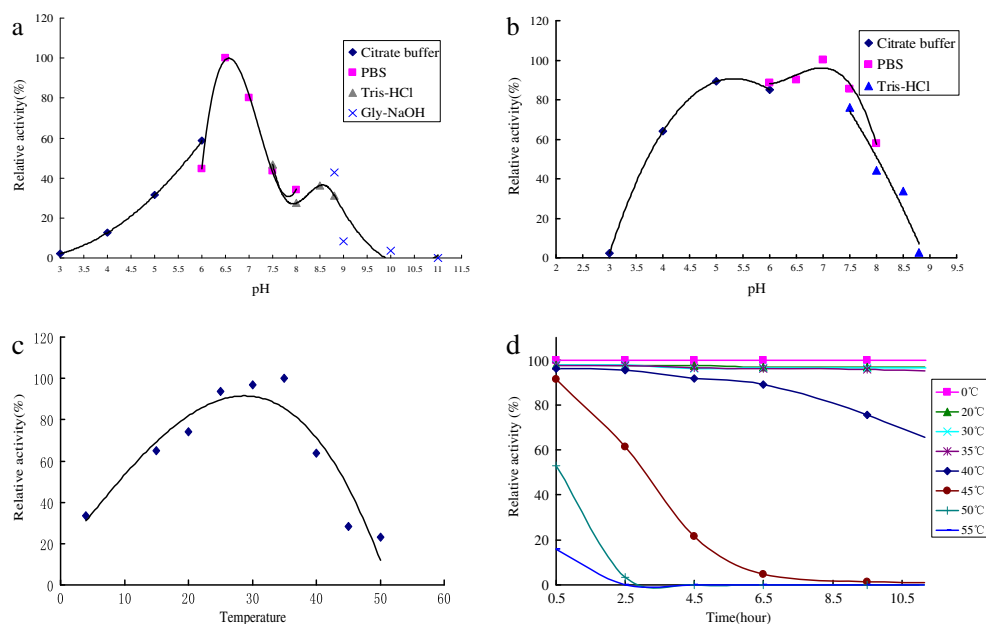 a
120
100
80
60
40
20
0
Relative activity(%)
3 3.5 4 4.5 5 5.5 6 6.5 7 7.5 8 8.5 9 9.5 10 10.5 11 11.5
pH
Citrate buffer
PBS
Tris-HCl
Gly-NaOH
b
120
100
80
60
40
20
0
Relative activity(%)
2 2.5 3 3.5 4 4.5 5 5.5 6 6.5 7 7.5 8 8.5 9 9.5
pH
Citrate buffer
PBS
Tris-HCl
c
120
100
80
60
40
20
0
Relative activity(%)
0 10 20 30 40 50 60
Temperature
d
100
80
60
40
20
0
Relative activity(%)
0.5 2.5 4.5 6.5 8.5 10.5
Time(hour)
0℃
20℃
30℃
35℃
40℃
45℃
50℃
55℃